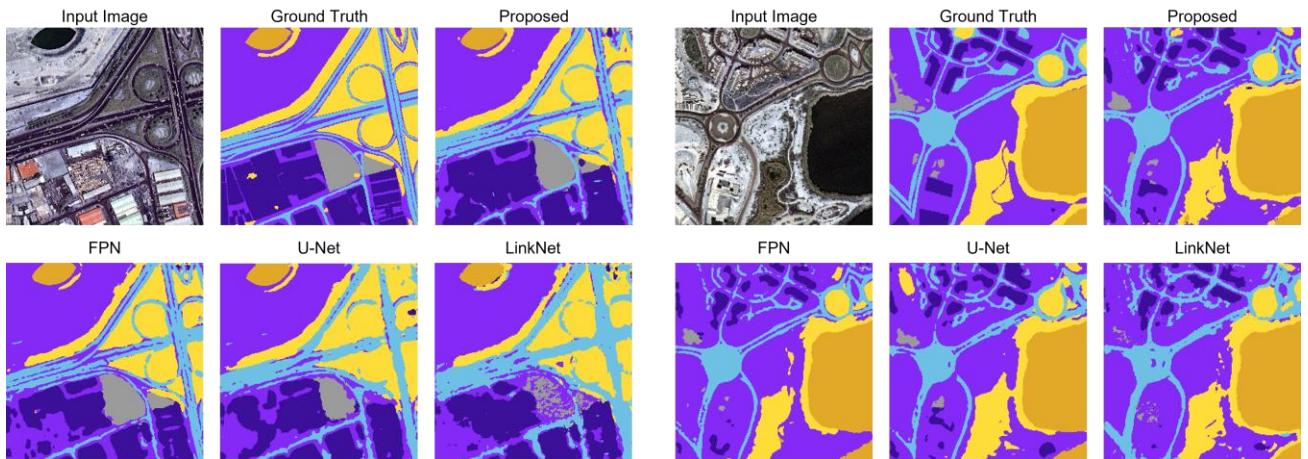 Input Image Ground Truth Proposed Input Image Ground Truth Proposed
FPN U-Net LinkNet FPN U-Net LinkNet